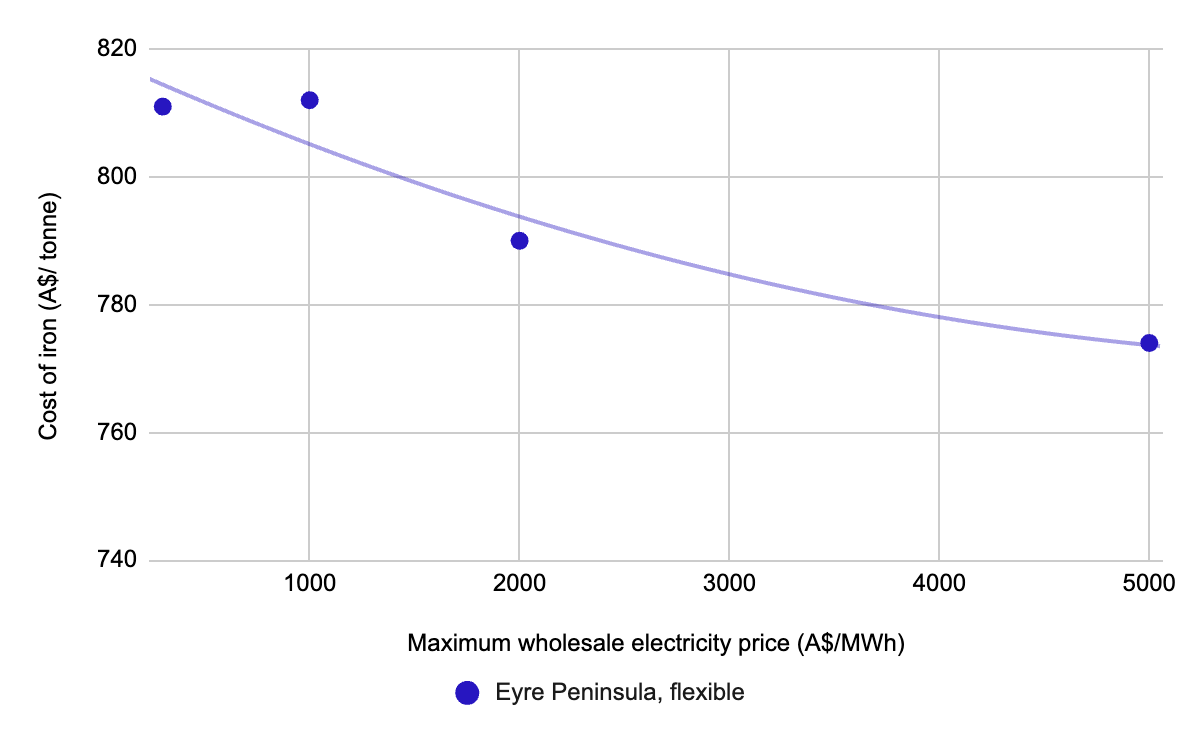 820
800
780
760
740
Cost of iron (A$/ tonne)
1000 2000 3000 4000 5000
Maximum wholesale electricity price (A$/MWh)
Eyre Peninsula, flexible